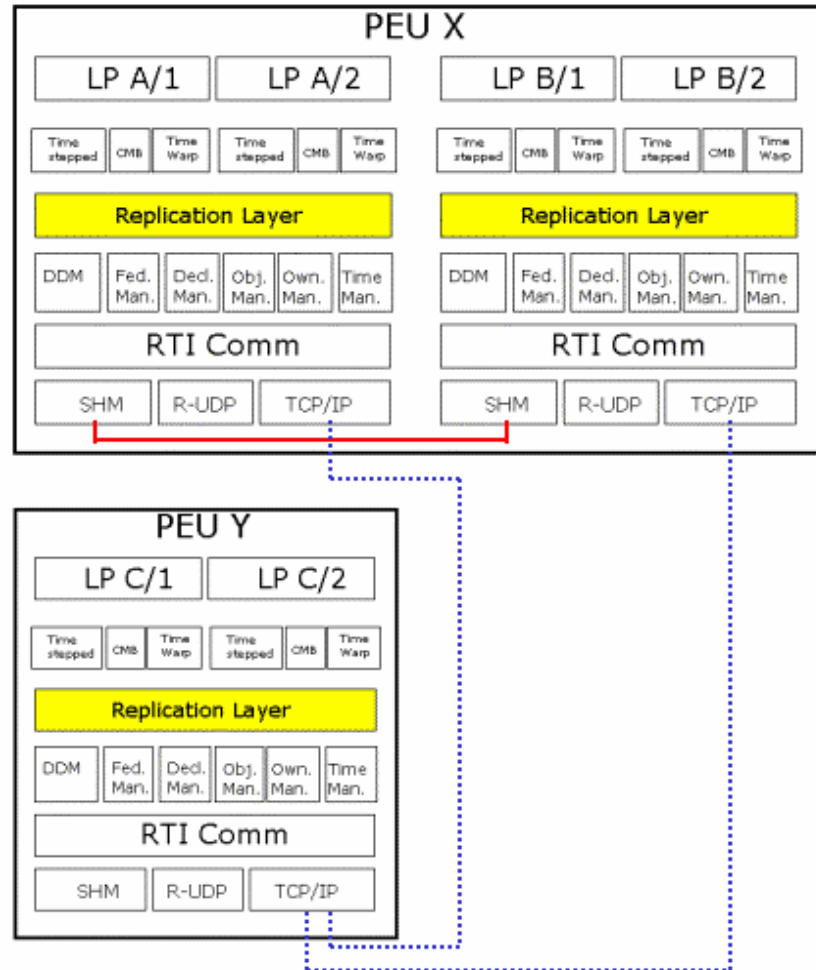 PEU X
LP A/1 LP A/2 LP B/1 LP B/2
Time stepped CMB Time Warp Time stepped CMB Time Warp Time stepped CMB Time Warp Time stepped CMB Time Warp
Replication Layer Replication Layer
DDM Fed. Man. Decl. Man. Obj. Man. Own. Man. Time Man. DDM Fed. Man. Decl. Man. Obj. Man. Own. Man. Time Man.
RTI Comm RTI Comm
SHM R-UDP TCP/IP SHM R-UDP TCP/IP
PEU Y
LP C/1 LP C/2
Time stepped CMB Time Warp Time stepped CMB Time Warp
Replication Layer
DDM Fed. Man. Decl. Man. Obj. Man. Own. Man. Time Man.
RTI Comm
SHM R-UDP TCP/IP